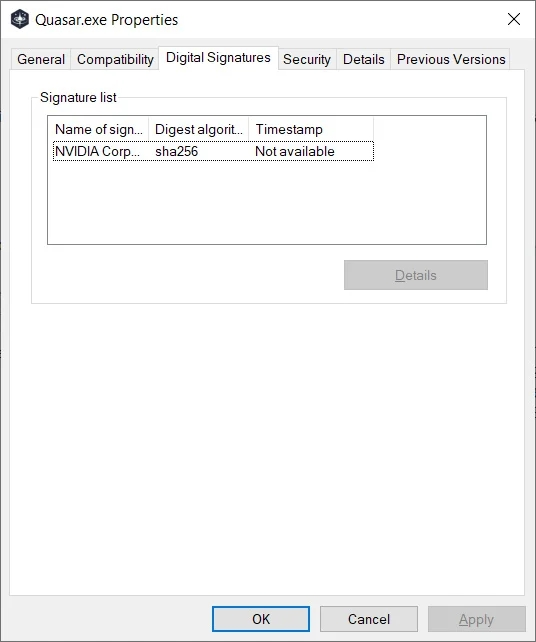 Quasar.exe Properties
General Compatibility Digital Signatures Security Details Previous Versions
Signature list
Name of sign... Digest algorit... Timestamp
NVIDIA Corp... sha256 Not available
Details
OK Cancel Apply